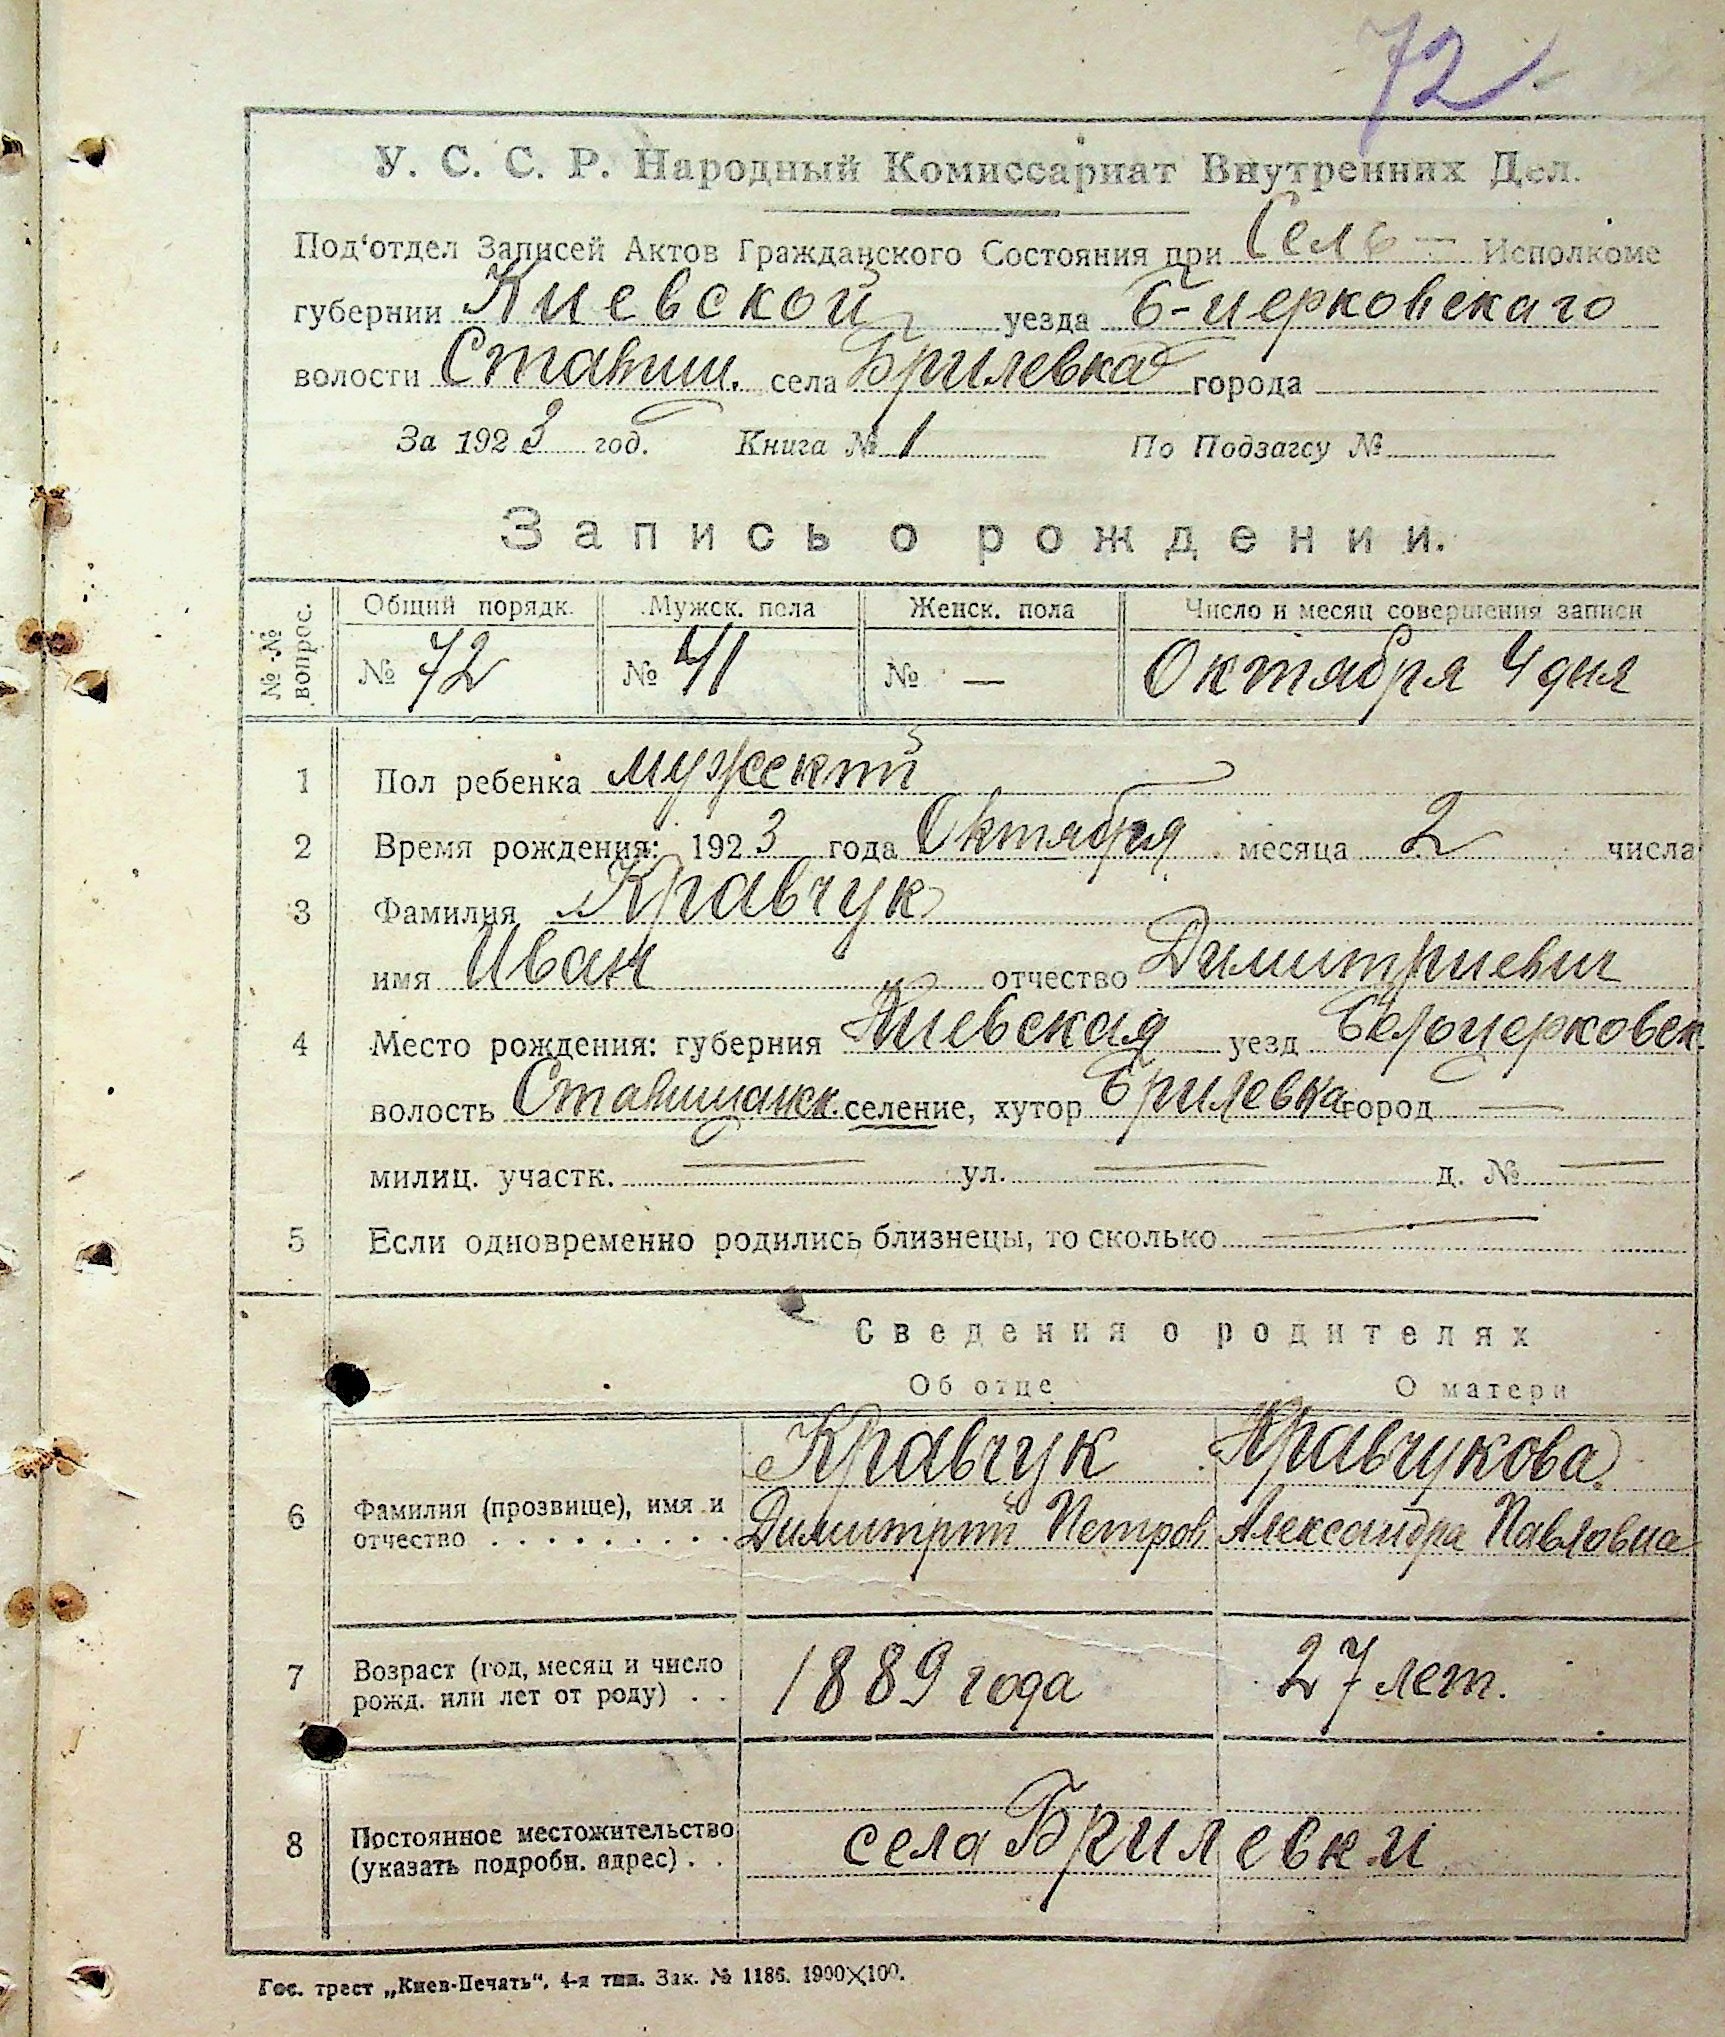 72
У. С. С. Р. Народный Комиссариат Внутренних Дел.
Под‘отдел Записей Актов Гражданского Состояния при Сель — Исполкоме
губернии Киевской уезда Б-церковскаго
волости Ставищ. села Брилевка города
За 1923 год. Книга № 1 По Подзагсу №
Запись о рождении.
№ № вопрос. Общий порядк. Мужск. пола Женск. пола Число и месяц совершения записи
№ 72 № 41 № — Октября 4 дня
1 Пол ребенка мужской
2 Время рождения: 1923 года Октября месяца 2 числа
3 Фамилия Кравчук
имя Иван отчество Димитриевич
4 Место рождения: губерния Киевская уезд Белоцерковск.
волость Ставищанск. селение, хутор Брилевка город —
милиц. участк. — ул. — д. № —
5 Если одновременно родились близнецы, то сколько —
Сведения о родителях
Об отце О матери
Кравчук Кравчукова
6 Фамилия (прозвище), имя и
отчество . . . . . . . . . Димитрий Петров Александра Павловна
7 Возраст (год, месяц и число
рожд. или лет от роду) . . 1889 года 27 лет.
8 Постоянное местожительство
(указать подробн. адрес) . . села Брилевки
Гос. трест „Киев-Печать“. 4-я тип. Зак. № 1186. 1900×100.